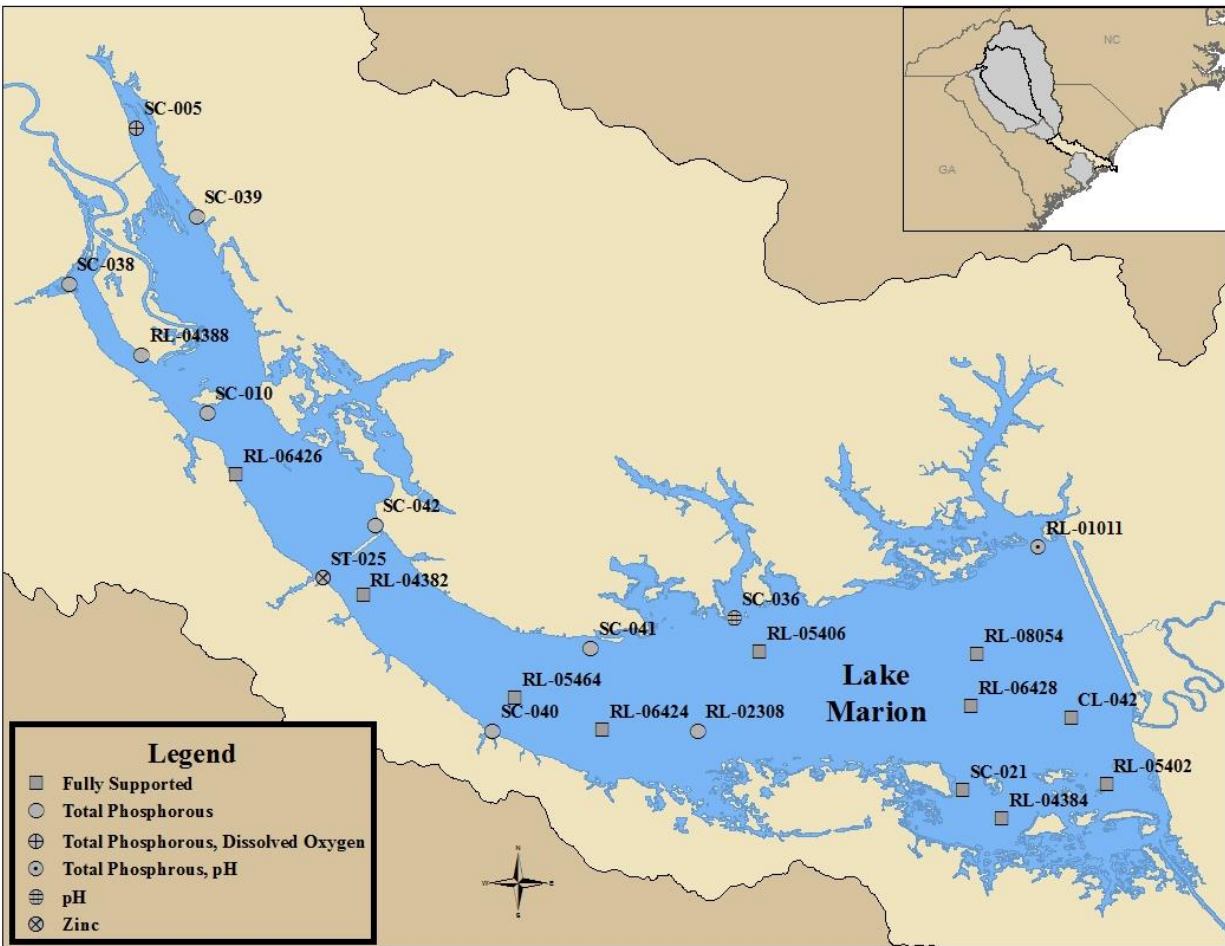 NC
GA
SC-005
SC-039
SC-038
RL-04388
SC-010
RL-06426
SC-042
ST-025
RL-04382
RL-01011
SC-036
SC-041
RL-05406
RL-08054
Lake
Marion
RL-05464
RL-06428
SC-040
RL-06424
RL-02308
CL-042
SC-021
RL-05402
RL-04384
Legend
Fully Supported
Total Phosphorous
Total Phosphorous, Dissolved Oxygen
Total Phosphrous, pH
pH
Zinc
N
W
E
S